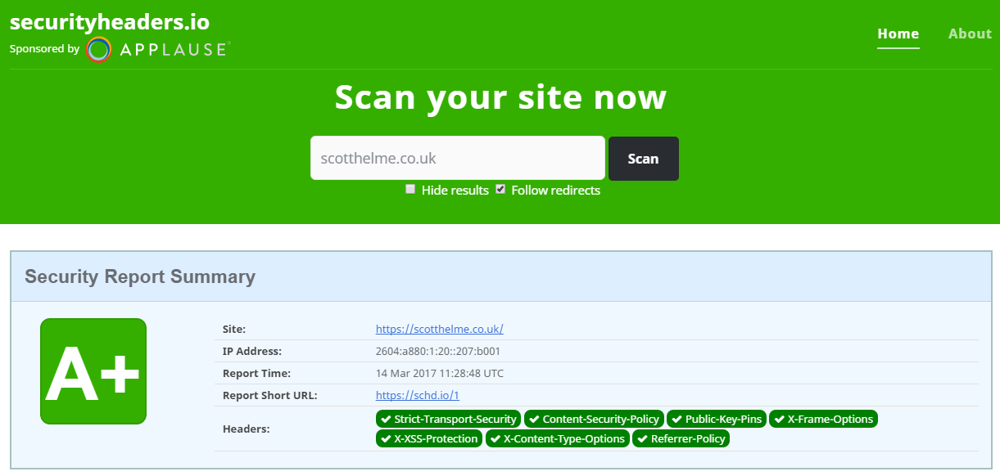 securityheaders.io
Sponsored by APPLAUSE
Home About
Scan your site now
scotthelme.co.uk Scan
Hide results Follow redirects
Security Report Summary
A+
Site: https://scotthelme.co.uk/
IP Address: 2604:a880:1:20::207:b001
Report Time: 14 Mar 2017 11:28:48 UTC
Report Short URL: https://schd.io/1
Headers: Strict-Transport-Security Content-Security-Policy Public-Key-Pins X-Frame-Options
X-XSS-Protection X-Content-Type-Options Referrer-Policy